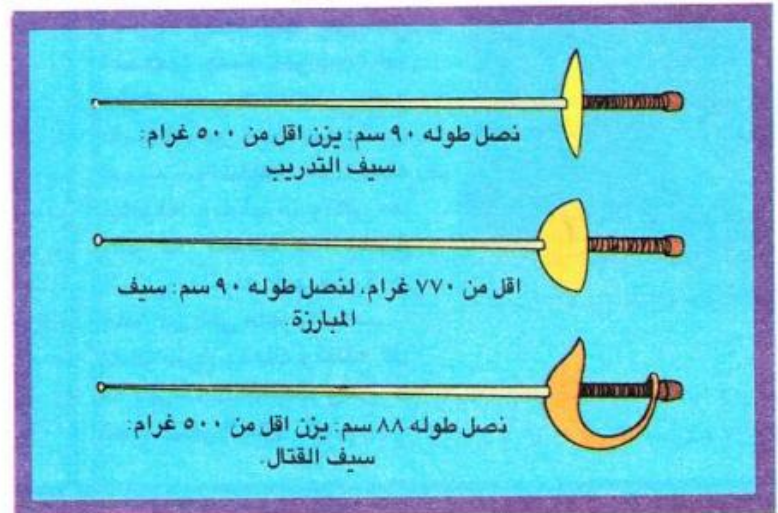 نصل طوله ٩٠ سم: يزن اقل من ٥٠٠ غرام:
سيف التدريب
اقل من ٧٧٠ غرام، لنصل طوله ٩٠ سم: سيف
المبارزة.
نصل طوله ٨٨ سم: يزن اقل من ٥٠٠ غرام:
سيف القتال.